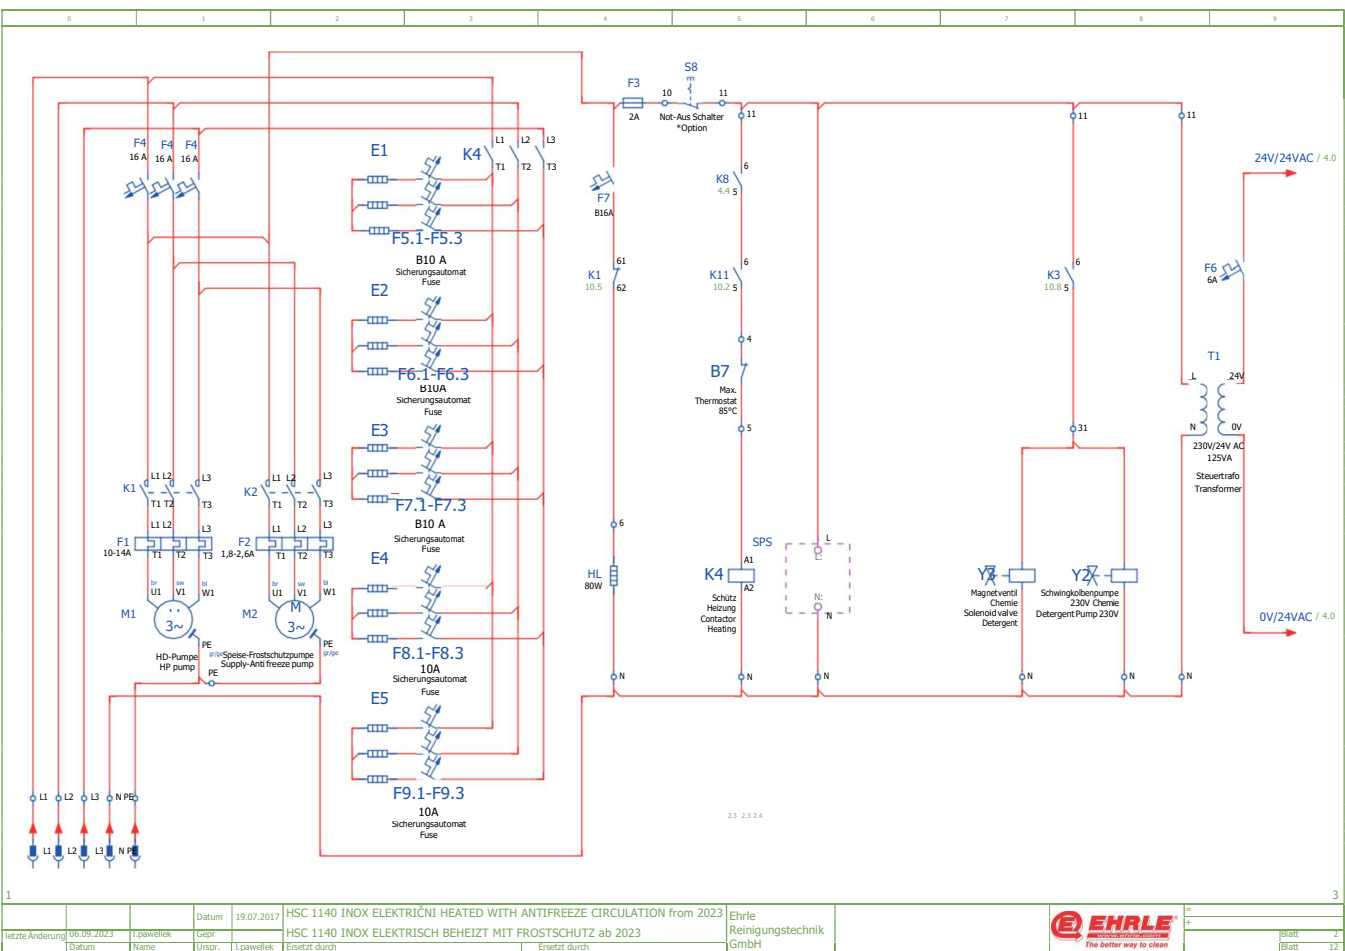 0 1 2 3 4 5 6 7 8 9
F4 F4 F4
16 A 16 A 16 A
E1
K4
L1 L2 L3
T1 T2 T3
F5.1-F5.3
B10 A
Sicherungsautomat
Fuse
E2
F6.1-F6.3
B10A
Sicherungsautomat
Fuse
E3
F7.1-F7.3
B10 A
Sicherungsautomat
Fuse
E4
F8.1-F8.3
10A
Sicherungsautomat
Fuse
E5
F9.1-F9.3
10A
Sicherungsautomat
Fuse
K1
L1 L2 L3
T1 T2 T3
K2
L1 L2 L3
T1 T2 T3
F1
10-14A
L1 L2 L3
T1 T2 T3
F2
1,8-2,6A
L1 L2 L3
T1 T2 T3
br sw bl
U1 V1 W1
M1
3~
PE
gr/ge
HD-Pumpe
HP pump
br sw bl
U1 V1 W1
M2
M
3~
PE
gr/ge
Speise-Frostschutzpumpe
Supply-Anti freeze pump
PE
L1 L2 L3 N PE
L1 L2 L3 N PE
F3
2A
S8
10 11
Not-Aus Schalter
*Option
F7
B16A
K1
10.5
61
62
6
HL
80W
N
11
K8
4.4
6
5
K11
10.2
6
5
4
B7
Max.
Thermostat
85°C
5
K4
A1
A2
Schütz
Heizung
Contactor
Heating
N
SPS
L
L:
N:
N
N
11
K3
10.8
6
5
31
Y3
Magnetventil
Chemie
Solenoid valve
Detergent
N
Y2
Schwingkolbenpumpe
230V Chemie
Detergent Pump 230V
N
11
24V/24VAC / 4.0
F6
6A
T1
L 24V
N 0V
230V/24V AC
125VA
Steuertrafo
Transformer
0V/24VAC / 4.0
N
2.3 2.3 2.4
1 3
Datum 19.07.2017
letzte Änderung 06.09.2023 I.pawellek Gepr
Datum Name Urspr. I.pawellek
HSC 1140 INOX ELEKTRIČNI HEATED WITH ANTIFREEZE CIRCULATION from 2023
HSC 1140 INOX ELEKTRISCH BEHEIZT MIT FROSTSCHUTZ ab 2023
Ersetzt durch Ersetzt durch
Ehrle
Reinigungstechnik
GmbH
EHRLE
www.ehrle.com
The better way to clean
=
+
Blatt 2
Blatt 12